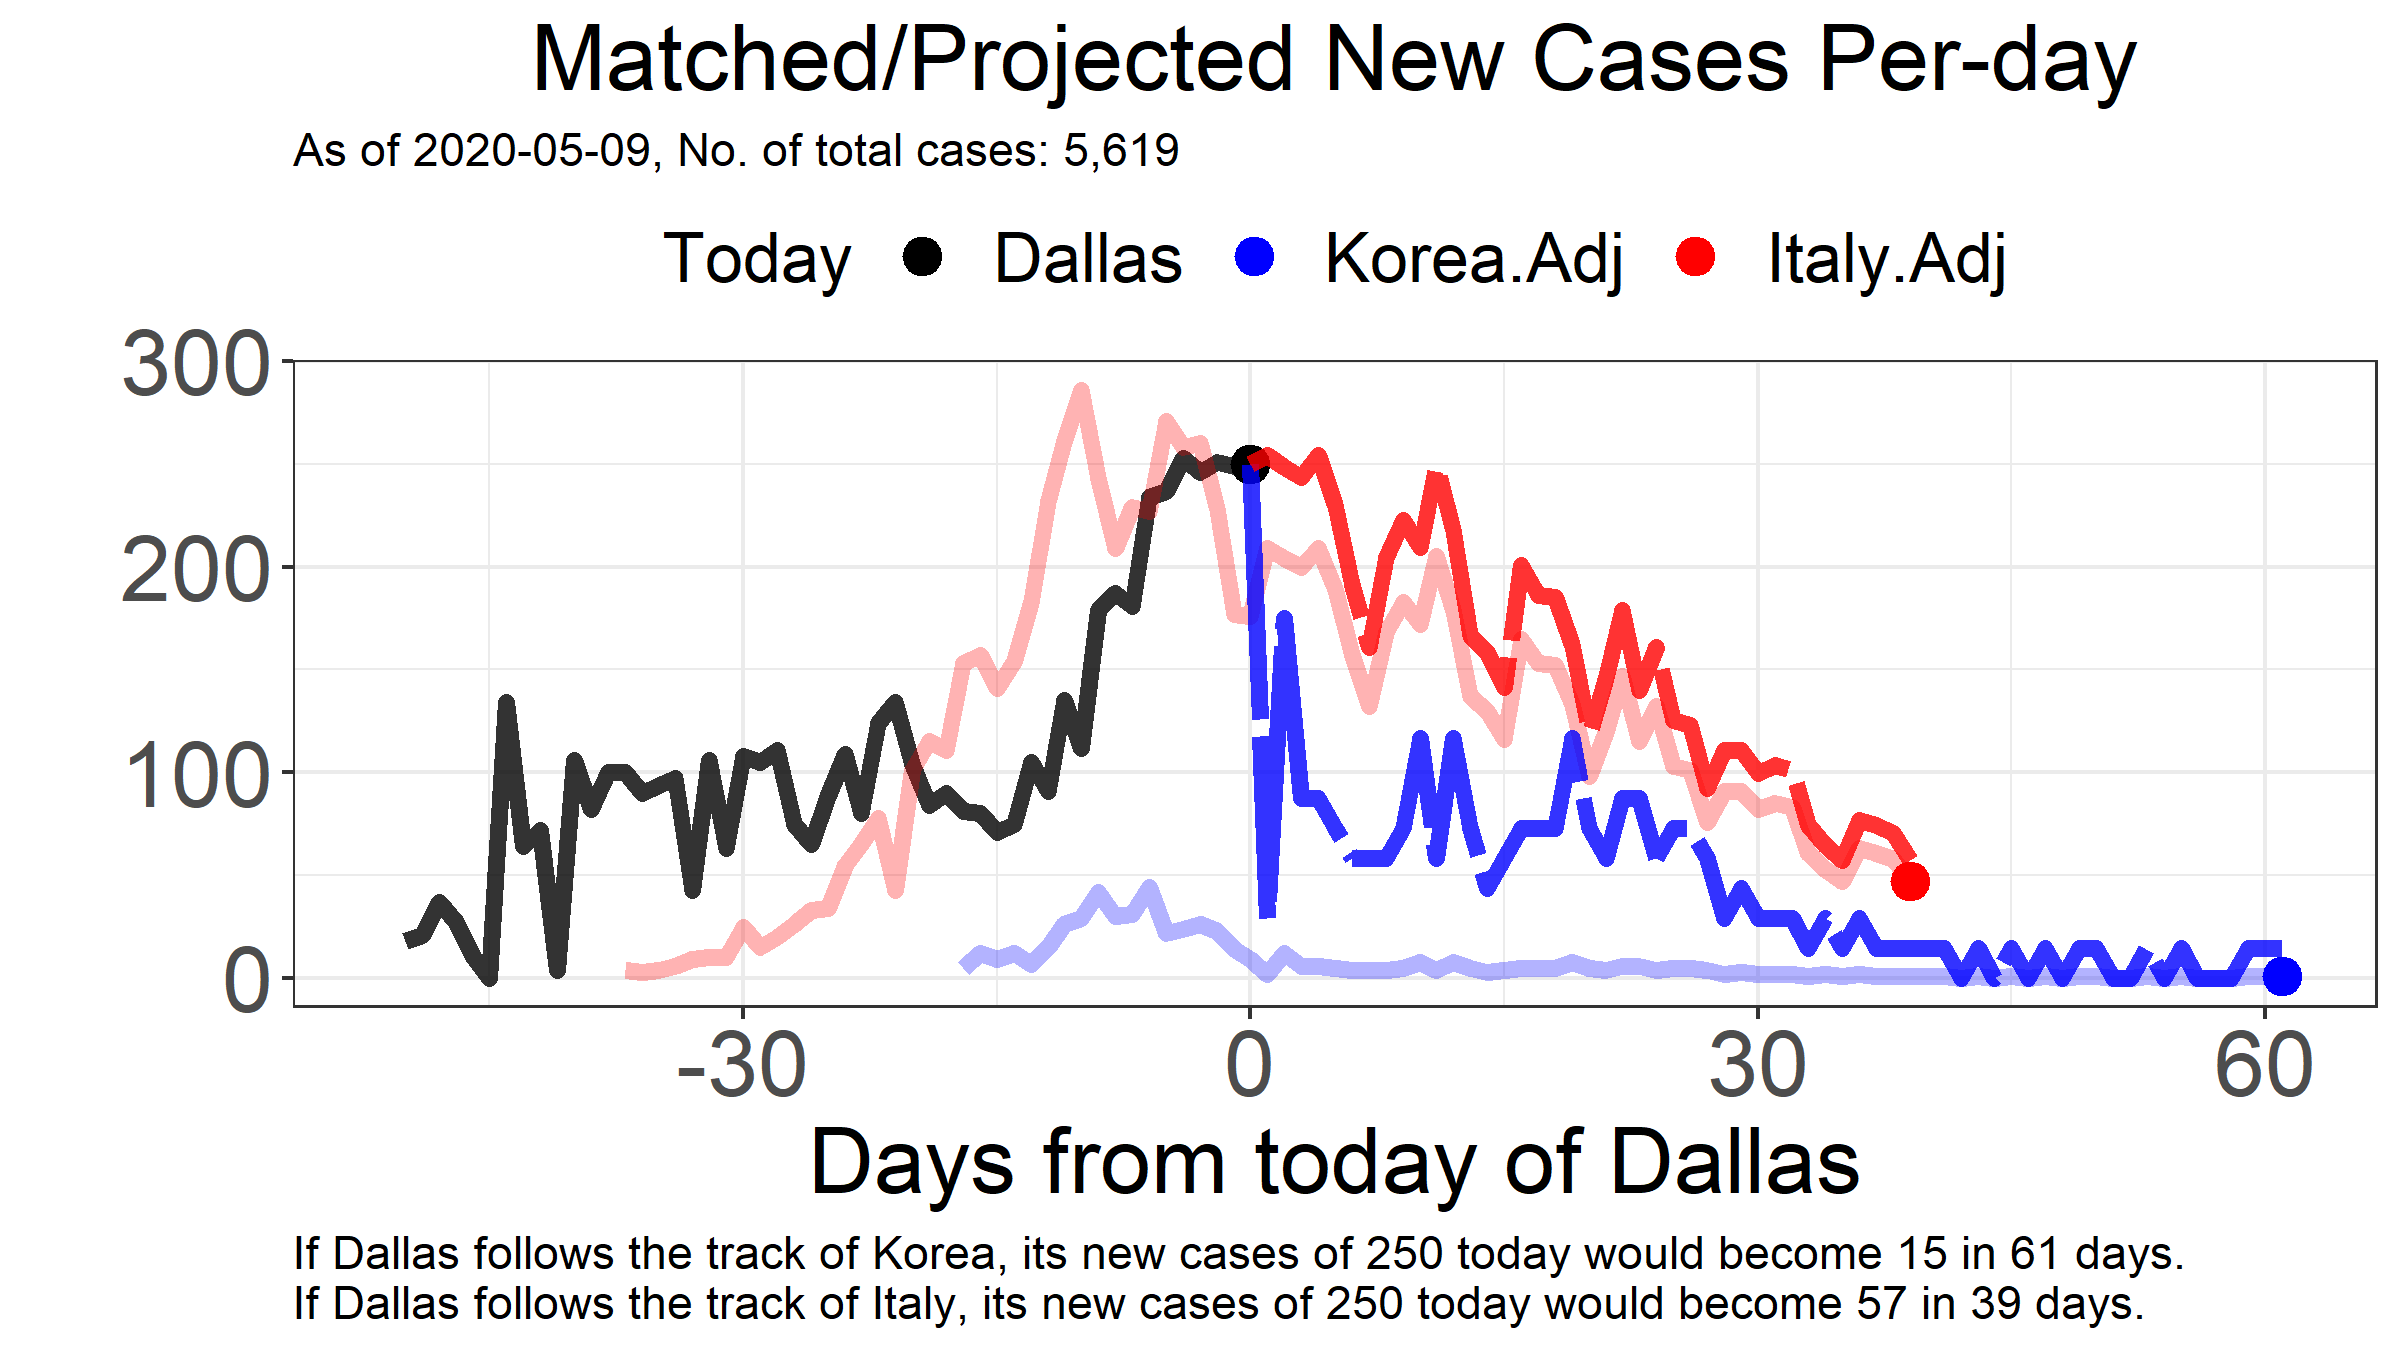 Matched/Projected New Cases Per-day
As of 2020-05-09, No. of total cases: 5,619
Today Dallas Korea.Adj Italy.Adj
300
200
100
0
-30 0 30 60
Days from today of Dallas
If Dallas follows the track of Korea, its new cases of 250 today would become 15 in 61 days.
If Dallas follows the track of Italy, its new cases of 250 today would become 57 in 39 days.